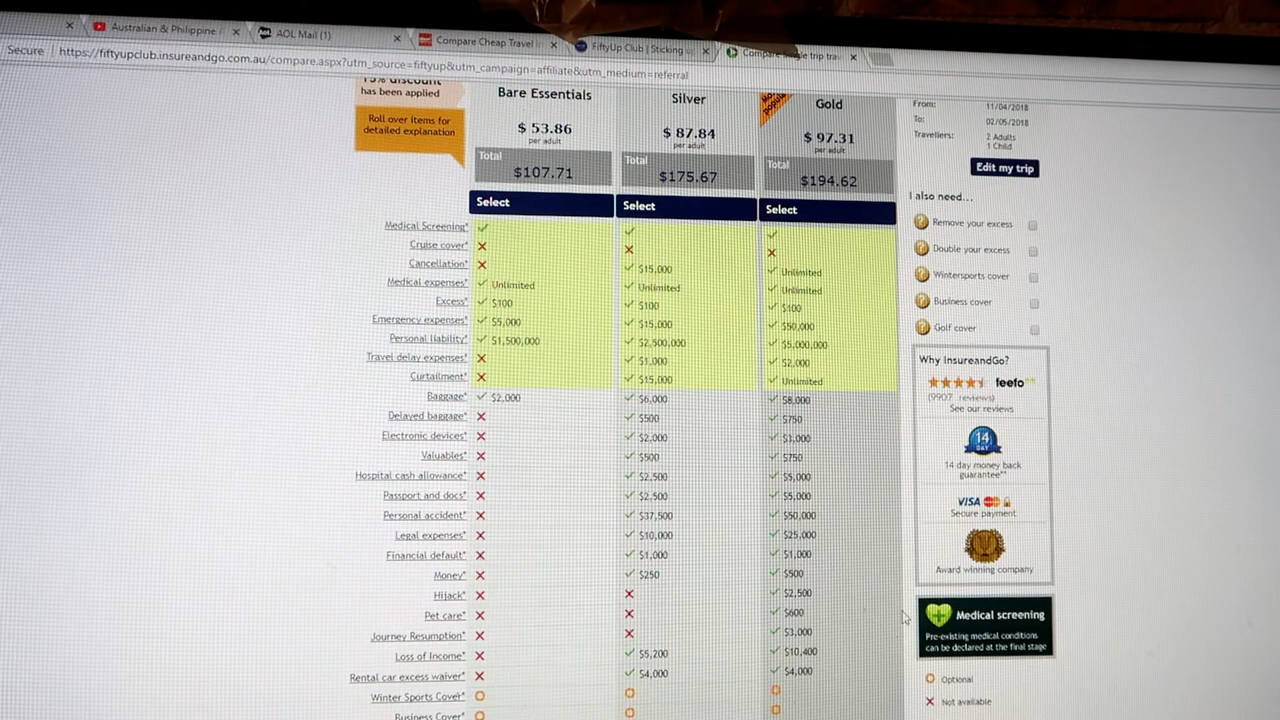 Australian & Philippine
AOL Mail (1)
Compare Cheap Travel
FiftyUp Club | Sticking
Compare single trip trav
Secure
https://fiftyupclub.insureandgo.com.au/compare.aspx?utm_source=fiftyup&utm_campaign=affiliate&utm_medium=referral
15% discount
has been applied
Roll over items for
detailed explanation
Bare Essentials
Silver
Gold
Most popular
$ 53.86
per adult
$ 87.84
per adult
$ 97.31
per adult
Total
$107.71
Total
$175.67
Total
$194.62
Select
Select
Select
Medical Screening*
Cruise cover*
Cancellation* $15,000 Unlimited
Medical expenses* Unlimited Unlimited Unlimited
Excess* $100 $100 $100
Emergency expenses* $5,000 $15,000 $50,000
Personal liability* $1,500,000 $2,500,000 $5,000,000
Travel delay expenses* $1,000 $2,000
Curtailment* $15,000 Unlimited
Baggage* $2,000 $6,000 $8,000
Delayed baggage* $500 $750
Electronic devices* $2,000 $3,000
Valuables* $500 $750
Hospital cash allowance* $2,500 $5,000
Passport and docs* $2,500 $5,000
Personal accident* $37,500 $50,000
Legal expenses* $10,000 $25,000
Financial default* $1,000 $1,000
Money* $250 $500
Hijack* $2,500
Pet care* $600
Journey Resumption* $3,000
Loss of Income* $5,200 $10,400
Rental car excess waiver* $4,000 $4,000
Winter Sports Cover*
Business Cover*
From: 11/04/2018
To: 02/05/2018
Travellers: 2 Adults
1 Child
Edit my trip
I also need...
Remove your excess
Double your excess
Wintersports cover
Business cover
Golf cover
Why InsureandGo?
feefo
(9907 reviews)
See our reviews
14
DAY
14 day money back
guarantee**
VISA
Secure payment
Award winning company
Medical screening
Pre-existing medical conditions
can be declared at the final stage
Optional
Not available